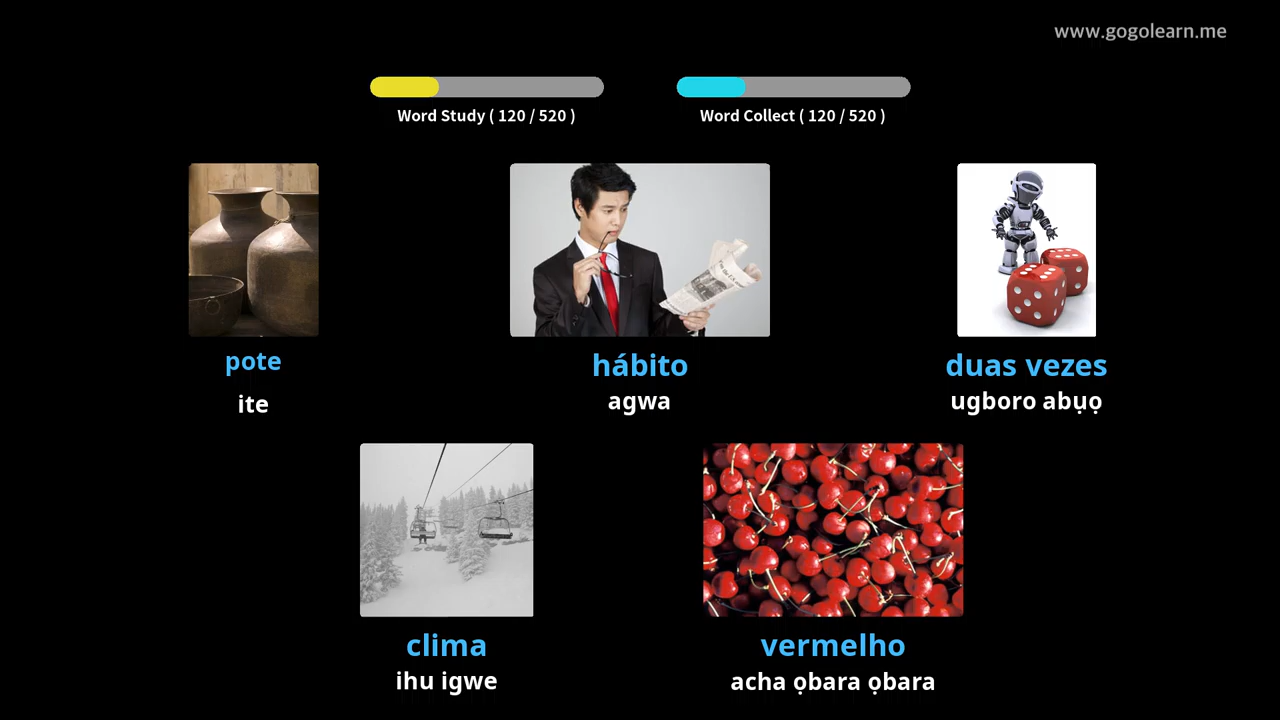 www.gogolearn.me
Word Study ( 120 / 520 )
Word Collect ( 120 / 520 )
pote
ite
hábito
agwa
duas vezes
ugboro abụọ
clima
ihu igwe
vermelho
acha ọbara ọbara